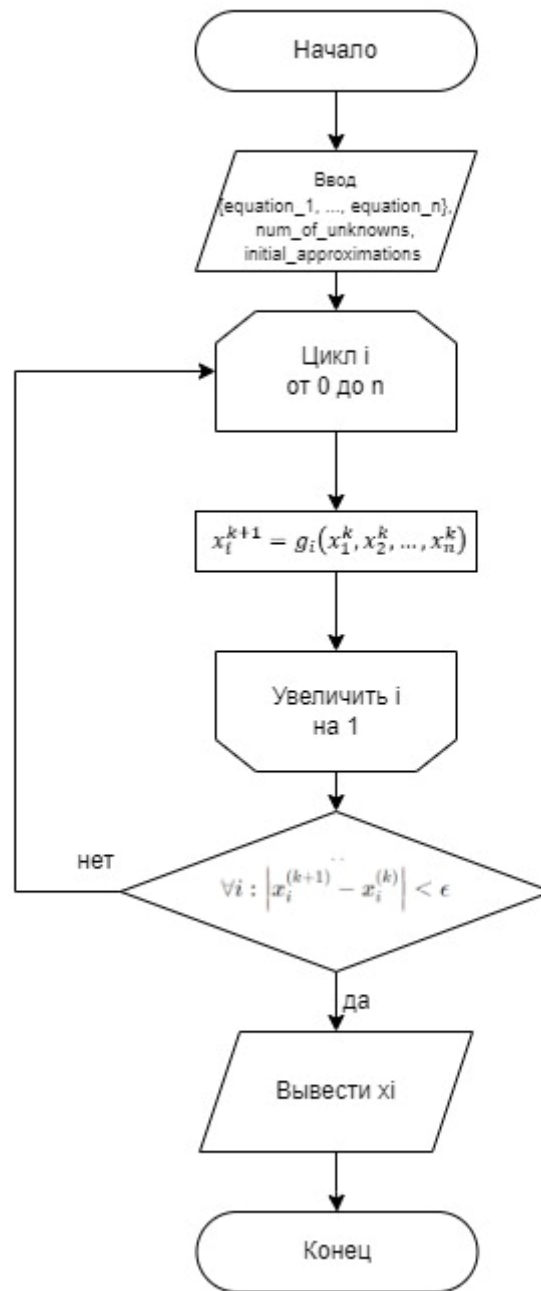 Начало
Ввод
{equation_1, ..., equation_n},
num_of_unknowns,
initial_approximations
Цикл i
от 0 до n
x_i^{k+1} = g_i(x_1^k, x_2^k, ..., x_n^k)
Увеличить i
на 1
нет
∀i : |x_i^{(k+1)} − x_i^{(k)}| < ϵ
да
Вывести xi
Конец